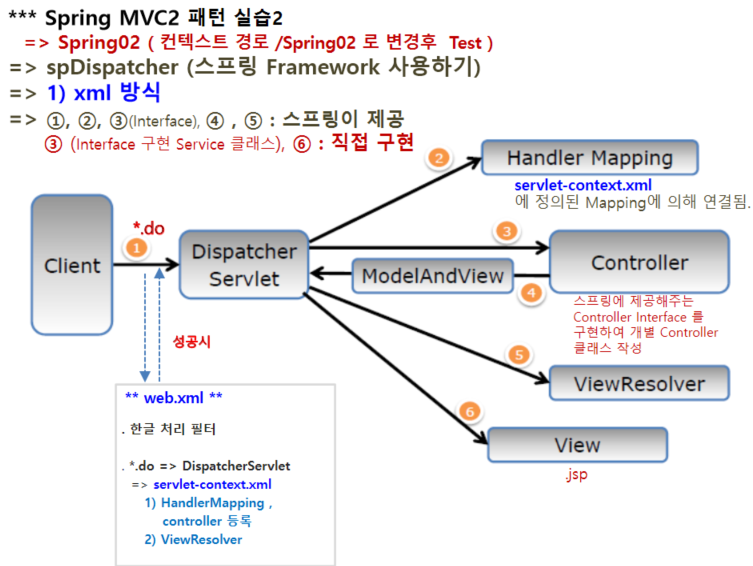 *** Spring MVC2 패턴 실습2
=> Spring02 ( 컨텍스트 경로 /Spring02 로 변경후 Test )
=> spDispatcher (스프링 Framework 사용하기)
=> 1) xml 방식
=> ①, ②, ③(Interface), ④ , ⑤ : 스프링이 제공
③ (Interface 구현 Service 클래스), ⑥ : 직접 구현
Client
*.do
1
Dispatcher
Servlet
2
Handler Mapping
servlet-context.xml
에 정의된 Mapping에 의해 연결됨.
3
Controller
ModelAndView
4
스프링에 제공해주는
Controller Interface 를
구현하여 개별 Controller
클래스 작성
5
ViewResolver
6
View
.jsp
성공시
** web.xml **
. 한글 처리 필터
. *.do => DispatcherServlet
=> servlet-context.xml
1) HandlerMapping ,
controller 등록
2) ViewResolver